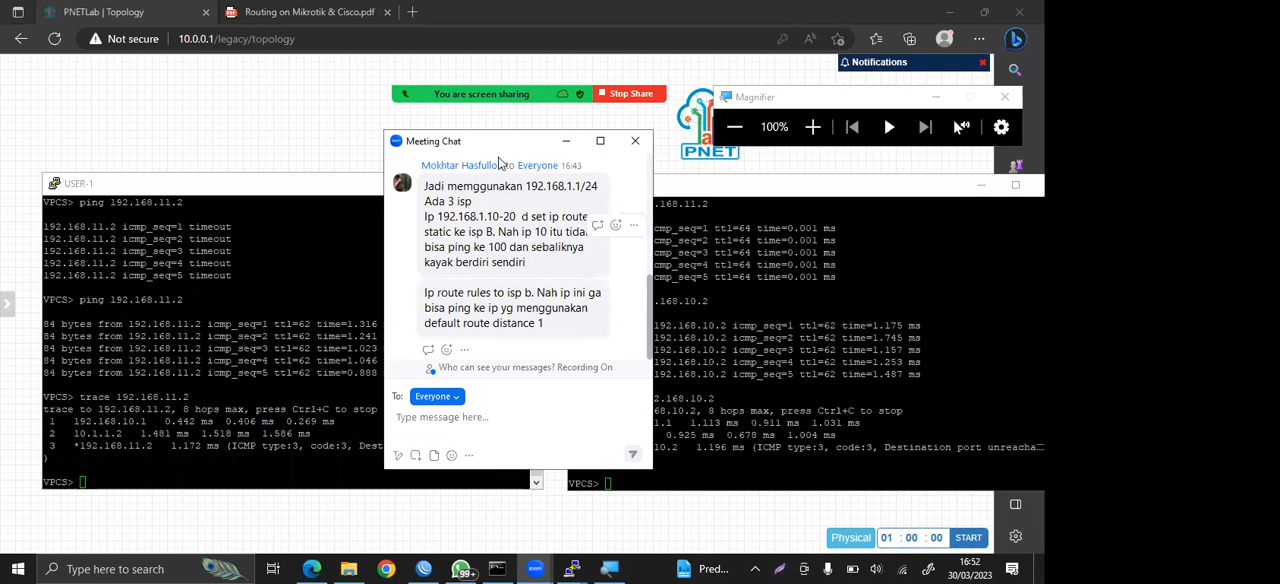 PNETLab | Topology
Routing on Mikrotik & Cisco.pdf
Not secure
10.0.0.1/legacy/topology
Notifications
You are screen sharing
Stop Share
Magnifier
100%
PNET
Meeting Chat
Mokhtar Hasfullo to Everyone 16:43
Jadi memggunakan 192.168.1.1/24
Ada 3 isp
Ip 192.168.1.10-20 d set ip route
static ke isp B. Nah ip 10 itu tida
bisa ping ke 100 dan sebaliknya
kayak berdiri sendiri
Ip route rules to isp b. Nah ip ini ga
bisa ping ke ip yg menggunakan
default route distance 1
Who can see your messages? Recording On
To: Everyone
Type message here...
USER-1
VPCS> ping 192.168.11.2
192.168.11.2 icmp_seq=1 timeout
192.168.11.2 icmp_seq=2 timeout
192.168.11.2 icmp_seq=3 timeout
192.168.11.2 icmp_seq=4 timeout
192.168.11.2 icmp_seq=5 timeout
VPCS> ping 192.168.11.2
84 bytes from 192.168.11.2 icmp_seq=1 ttl=62 time=1.316
84 bytes from 192.168.11.2 icmp_seq=2 ttl=62 time=1.241
84 bytes from 192.168.11.2 icmp_seq=3 ttl=62 time=1.023
84 bytes from 192.168.11.2 icmp_seq=4 ttl=62 time=1.046
84 bytes from 192.168.11.2 icmp_seq=5 ttl=62 time=0.888
VPCS> trace 192.168.11.2
trace to 192.168.11.2, 8 hops max, press Ctrl+C to stop
1 192.168.10.1 0.442 ms 0.406 ms 0.269 ms
2 10.1.1.2 1.481 ms 1.518 ms 1.586 ms
3 *192.168.11.2 1.172 ms (ICMP type:3, code:3, Dest
)
VPCS>
.168.11.2
cmp_seq=1 ttl=64 time=0.001 ms
cmp_seq=2 ttl=64 time=0.001 ms
cmp_seq=3 ttl=64 time=0.001 ms
cmp_seq=4 ttl=64 time=0.001 ms
cmp_seq=5 ttl=64 time=0.001 ms
.168.10.2
cmp_seq=1 ttl=62 time=1.175 ms
cmp_seq=2 ttl=62 time=1.745 ms
cmp_seq=3 ttl=62 time=1.157 ms
cmp_seq=4 ttl=62 time=1.253 ms
cmp_seq=5 ttl=62 time=1.487 ms
2.168.10.2
.168.10.2, 8 hops max, press Ctrl+C to stop
.1 1.113 ms 0.911 ms 1.031 ms
0.925 ms 0.678 ms 1.004 ms
10.2 1.196 ms (ICMP type:3, code:3, Destination port unreacha
VPCS>
Physical 01 : 00 : 00 START
Type here to search
99+
zoom
Pred...
16:52
30/03/2023